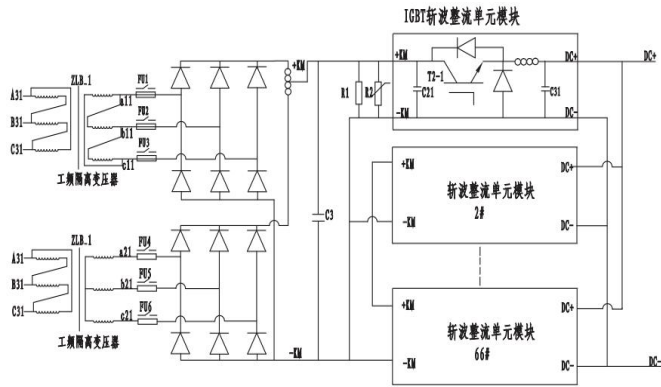 IGBT斩波整流单元模块
ZLB_1
FU1
+KM
+KM
DC+
DC+
A31
a11
T2-1
FU2
R1
R2
C21
C31
B31
b11
-KM
DC-
FU3
C31
c11
工频隔离变压器
+KM
DC+
斩波整流单元模块
2#
-KM
DC-
C3
ZLB_1
FU4
A31
a21
FU5
B31
b21
+KM
DC+
FU6
C31
c21
斩波整流单元模块
工频隔离变压器
-KM
-KM
66#
DC-
DC-